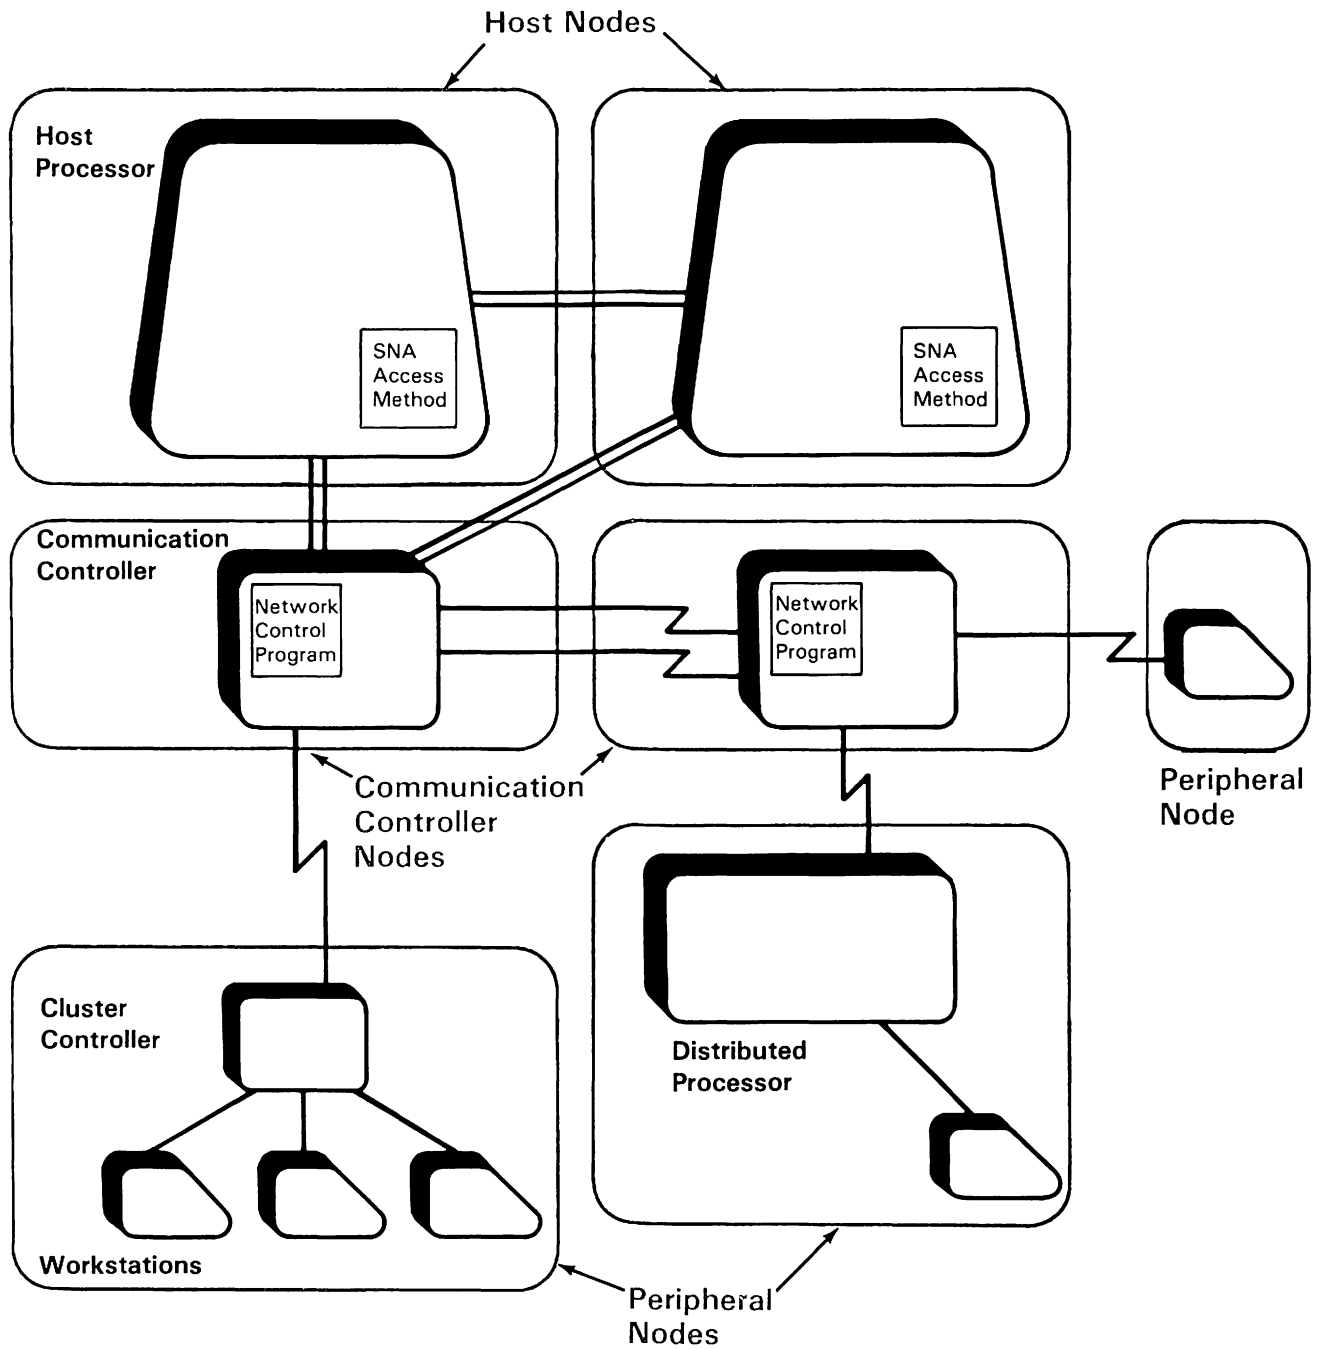 Host Nodes
Host
Processor
SNA
Access
Method
SNA
Access
Method
Communication
Controller
Network
Control
Program
Network
Control
Program
Communication
Controller
Nodes
Peripheral
Node
Cluster
Controller
Workstations
Distributed
Processor
Peripheral
Nodes